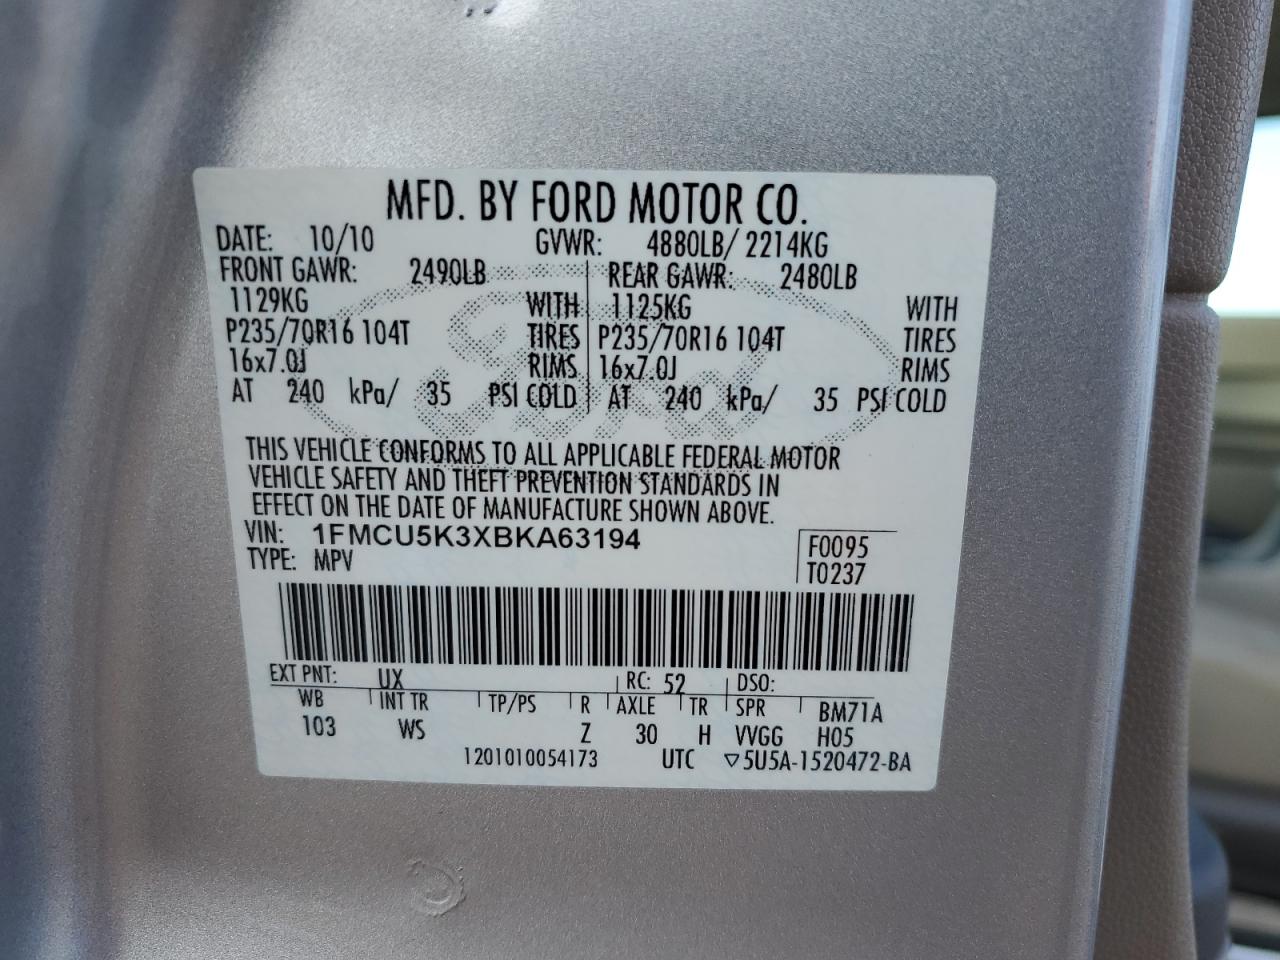 MFD. BY FORD MOTOR CO.
DATE: 10/10 GVWR: 4880LB/ 2214KG
FRONT GAWR: 2490LB REAR GAWR: 2480LB
1129KG WITH 1125KG WITH
P235/70R16 104T TIRES P235/70R16 104T TIRES
16x7.0J RIMS 16x7.0J RIMS
AT 240 kPa/ 35 PSI COLD AT 240 kPa/ 35 PSI COLD
Ford
THIS VEHICLE CONFORMS TO ALL APPLICABLE FEDERAL MOTOR
VEHICLE SAFETY AND THEFT PREVENTION STANDARDS IN
EFFECT ON THE DATE OF MANUFACTURE SHOWN ABOVE.
VIN: 1FMCU5K3XBKA63194 F0095
TYPE: MPV T0237
EXT PNT: UX RC: 52 DSO:
WB INT TR TP/PS R AXLE TR SPR BM71A
103 WS Z 30 H VVGG H05
1201010054173 UTC ▽5U5A-1520472-BA